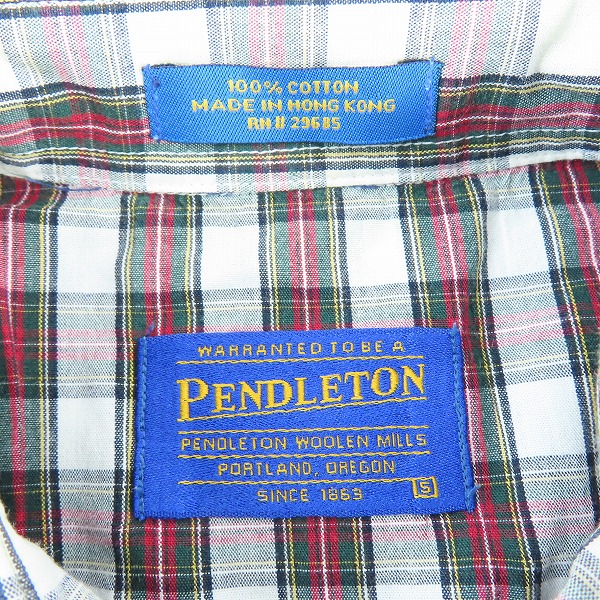 100% COTTON
MADE IN HONG KONG
RN# 29685
WARRANTED TO BE A
PENDLETON
PENDLETON WOOLEN MILLS
PORTLAND, OREGON
SINCE 1863
S